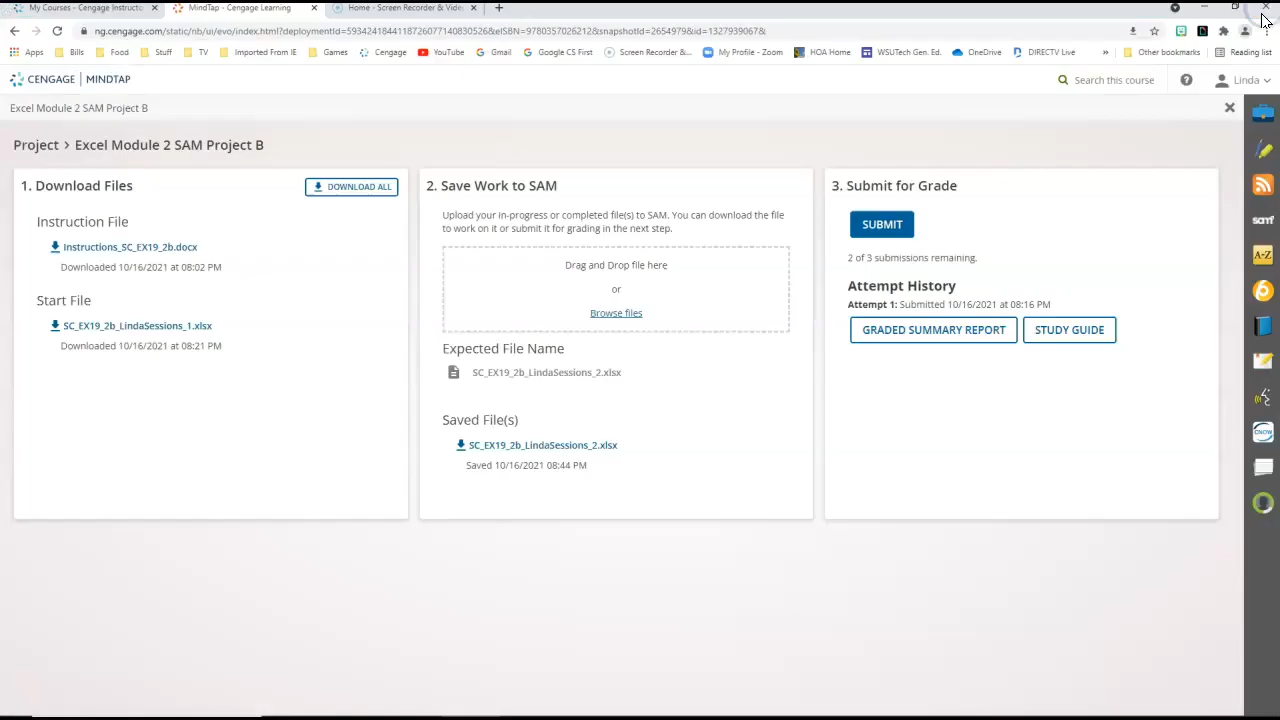 My Courses - Cengage Instructo
MindTap - Cengage Learning
Home - Screen Recorder & Vide
ng.cengage.com/static/nb/ui/evo/index.html?deploymentId=59342418441187260771408305 26&eISBN=9780357026212&snapshotId=2654979&id=1327939067&
Apps
Bills
Food
Stuff
TV
Imported From IE
Games
Cengage
YouTube
Gmail
Google CS First
Screen Recorder &...
My Profile - Zoom
HOA Home
WSUTech Gen. Ed.
OneDrive
DIRECTV Live
»
Other bookmarks
Reading list
CENGAGE | MINDTAP
Search this course
Linda
Excel Module 2 SAM Project B
Project > Excel Module 2 SAM Project B
1. Download Files
DOWNLOAD ALL
Instruction File
Instructions_SC_EX19_2b.docx
Downloaded 10/16/2021 at 08:02 PM
Start File
SC_EX19_2b_LindaSessions_1.xlsx
Downloaded 10/16/2021 at 08:21 PM
2. Save Work to SAM
Upload your in-progress or completed file(s) to SAM. You can download the file
to work on it or submit it for grading in the next step.
Drag and Drop file here
or
Browse files
Expected File Name
SC_EX19_2b_LindaSessions_2.xlsx
Saved File(s)
SC_EX19_2b_LindaSessions_2.xlsx
Saved 10/16/2021 08:44 PM
3. Submit for Grade
SUBMIT
2 of 3 submissions remaining.
Attempt History
Attempt 1: Submitted 10/16/2021 at 08:16 PM
GRADED SUMMARY REPORT
STUDY GUIDE
sam
A-Z
CNOW